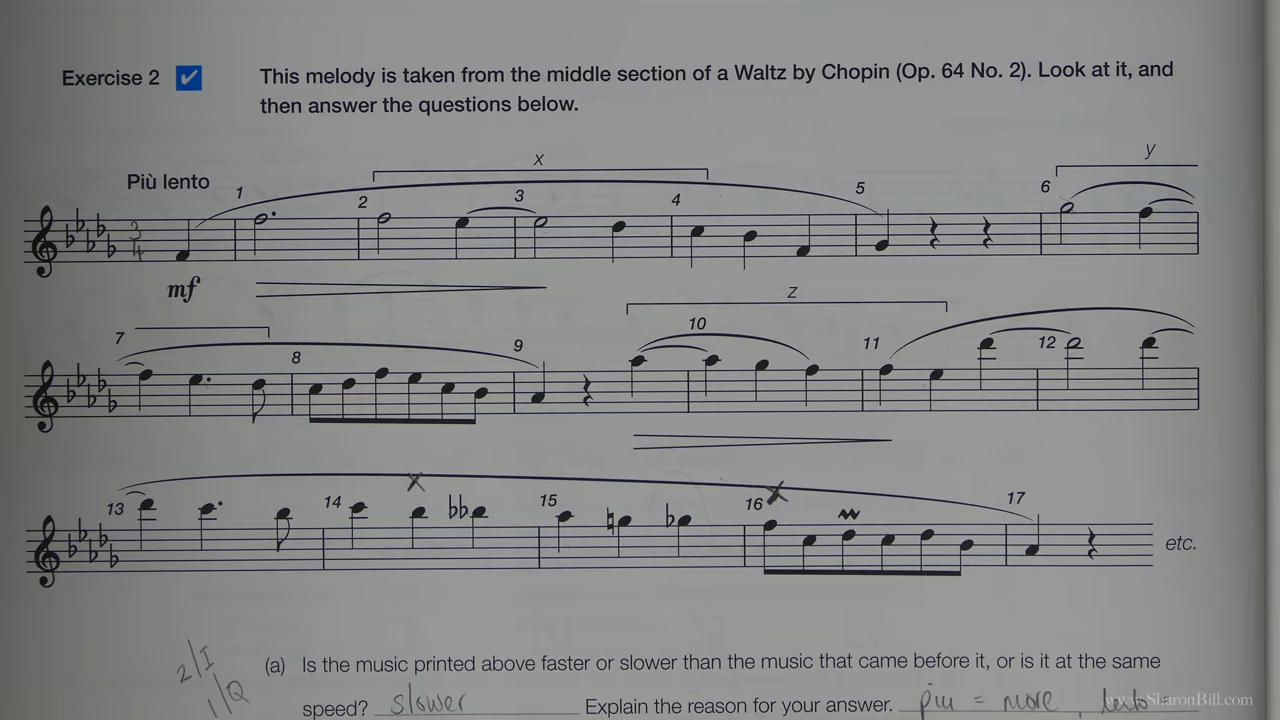 Exercise 2 ✔ This melody is taken from the middle section of a Waltz by Chopin (Op. 64 No. 2). Look at it, and
then answer the questions below.
x
y
Più lento
1 2 3 4 5 6
3
4
mf
z
7 8 9 10 11 12
x x
13 14 15 16 17
etc.
2/I
1/Q
(a) Is the music printed above faster or slower than the music that came before it, or is it at the same
speed? slower Explain the reason for your answer. più = more, lento
www.SharonBill.com